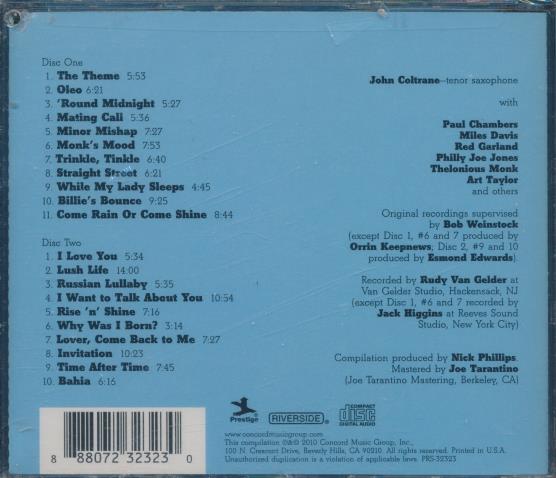 Disc One
1. The Theme 5:53
2. Oleo 6:21
3. 'Round Midnight 5:27
4. Mating Call 5:36
5. Minor Mishap 7:27
6. Monk's Mood 7:53
7. Trinkle, Tinkle 6:40
8. Straight Street 6:21
9. While My Lady Sleeps 4:45
10. Billie's Bounce 9:25
11. Come Rain Or Come Shine 8:44
Disc Two
1. I Love You 5:34
2. Lush Life 14:00
3. Russian Lullaby 5:35
4. I Want to Talk About You 10:54
5. Rise 'n' Shine 7:16
6. Why Was I Born? 3:14
7. Lover, Come Back to Me 7:27
8. Invitation 10:23
9. Time After Time 7:45
10. Bahia 6:16
John Coltrane—tenor saxophone
with
Paul Chambers
Miles Davis
Red Garland
Philly Joe Jones
Thelonious Monk
Art Taylor
and others
Original recordings supervised
by Bob Weinstock
(except Disc 1, #6 and 7 produced by
Orrin Keepnews; Disc 2, #9 and 10
produced by Esmond Edwards).
Recorded by Rudy Van Gelder at
Van Gelder Studio, Hackensack, NJ
(except Disc 1, #6 and 7 recorded by
Jack Higgins at Reeves Sound
Studio, New York City)
Compilation produced by Nick Phillips.
Mastered by Joe Tarantino
(Joe Tarantino Mastering, Berkeley, CA)
Prestige
RIVERSIDE
COMPACT
disc
DIGITAL AUDIO
www.concordmusicgroup.com
This compilation ℗&© 2010 Concord Music Group, Inc.,
100 N. Crescent Drive, Beverly Hills, CA 90210. All rights reserved. Printed in U.S.A.
Unauthorized duplication is a violation of applicable laws. PRS-32323
8 88072 32323 0